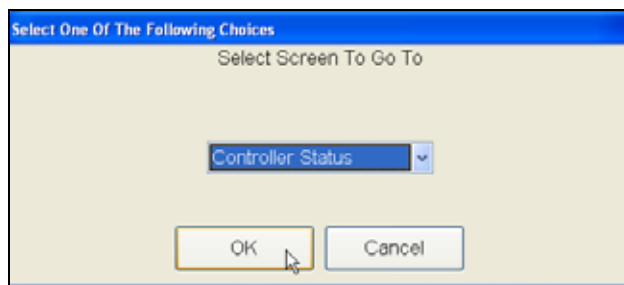 Select One Of The Following Choices
Select Screen To Go To
Controller Status
OK
Cancel